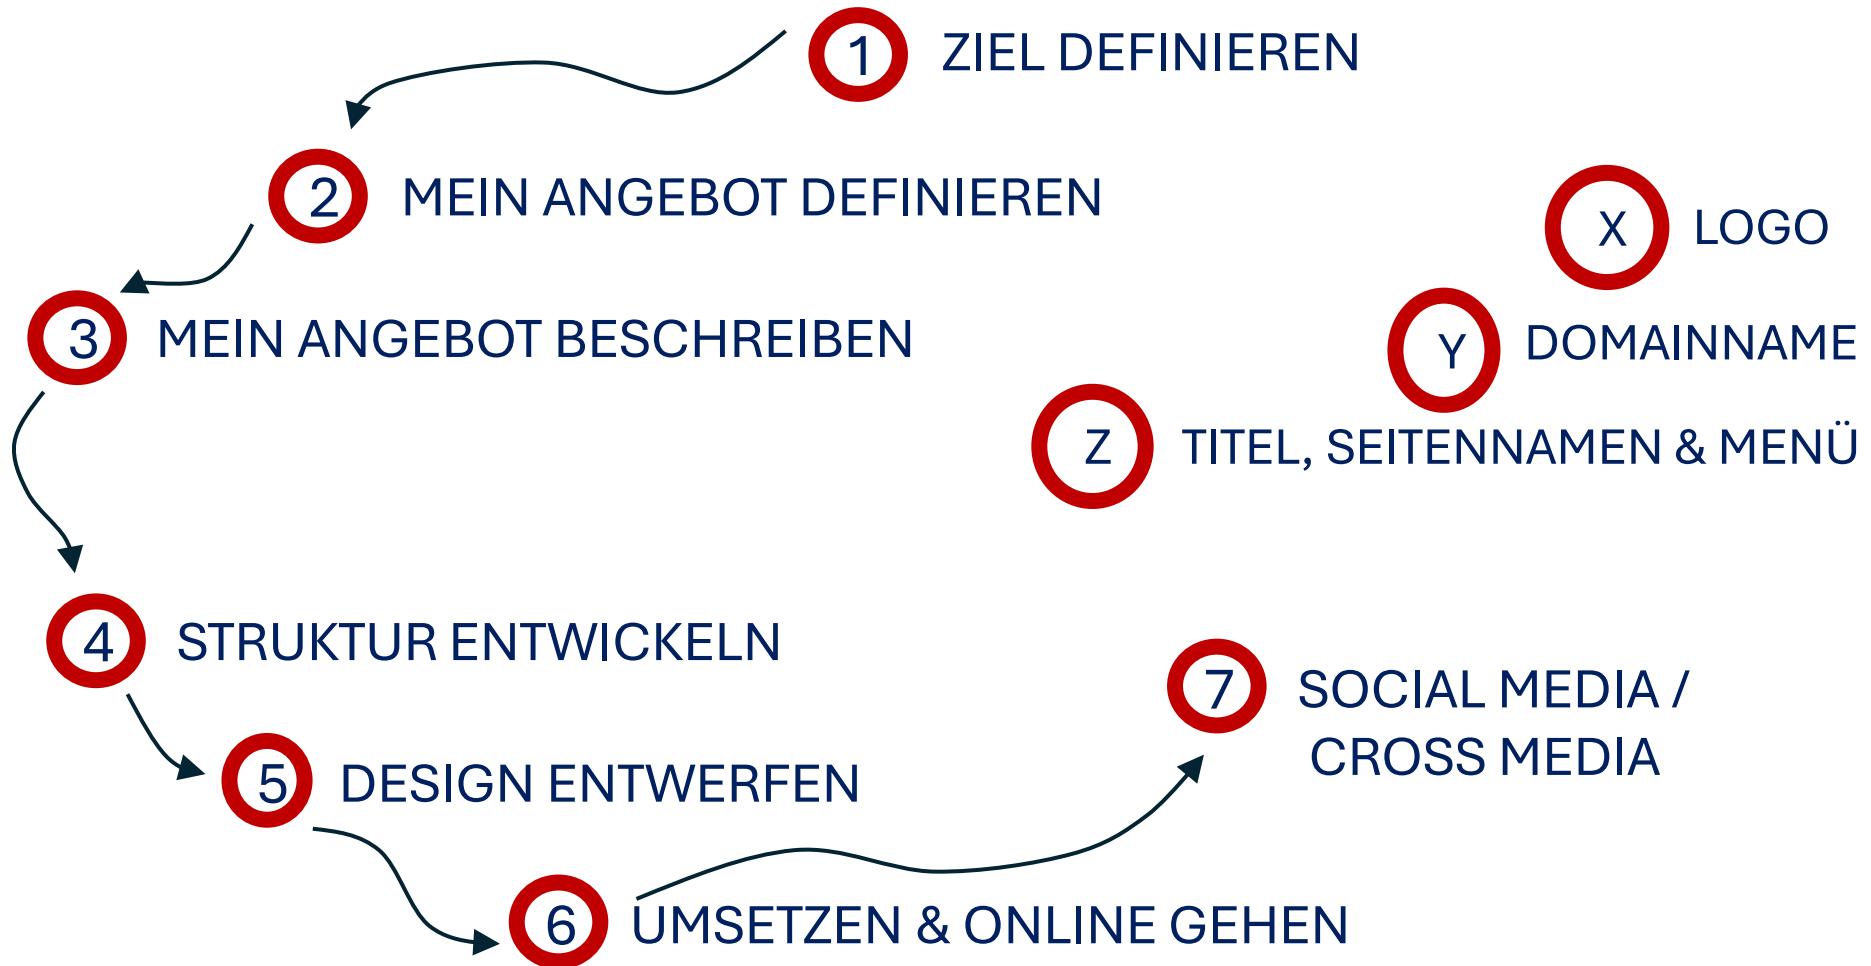 1 ZIEL DEFINIEREN
2 MEIN ANGEBOT DEFINIEREN
X LOGO
3 MEIN ANGEBOT BESCHREIBEN
Y DOMAINNAME
Z TITEL, SEITENNAMEN & MENÜ
4 STRUKTUR ENTWICKELN
7 SOCIAL MEDIA /
CROSS MEDIA
5 DESIGN ENTWERFEN
6 UMSETZEN & ONLINE GEHEN